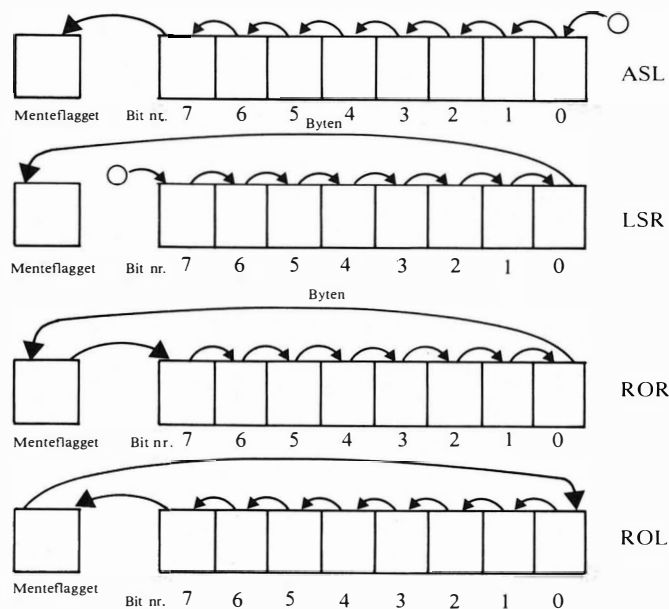 ASL
Menteflagget Bit nr. 7 6 5 4 3 2 1 0
Byten
LSR
Menteflagget Bit nr. 7 6 5 4 3 2 1 0
Byten
ROR
Menteflagget Bit nr. 7 6 5 4 3 2 1 0
ROL
Menteflagget
Bit nr. 7 6 5 4 3 2 1 0